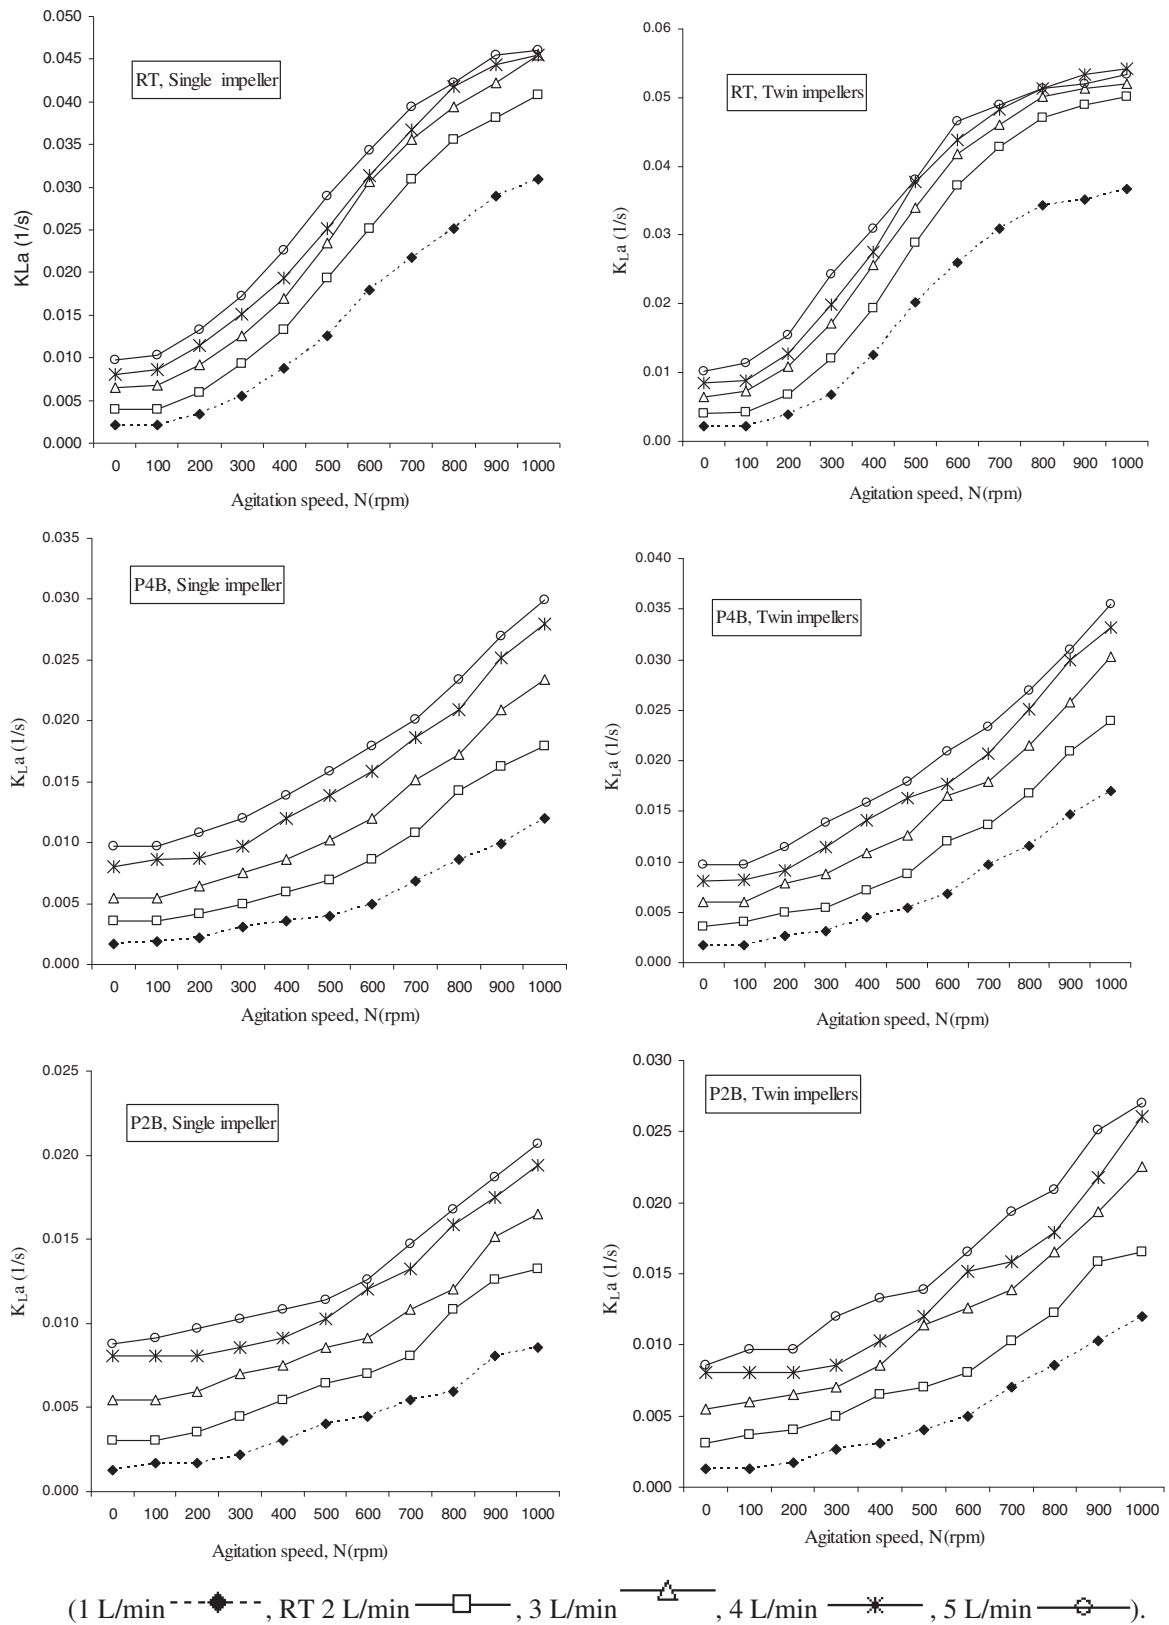 0.050
0.045
0.040
0.035
0.030
0.025
0.020
0.015
0.010
0.005
0.000
KLa (1/s)
RT, Single impeller
0 100 200 300 400 500 600 700 800 900 1000
Agitation speed, N(rpm)
0.06
0.05
0.04
0.03
0.02
0.01
0.00
KLa (1/s)
RT, Twin impellers
0 100 200 300 400 500 600 700 800 900 1000
Agitation speed, N(rpm)
0.035
0.030
0.025
0.020
0.015
0.010
0.005
0.000
KLa (1/s)
P4B, Single impeller
0 100 200 300 400 500 600 700 800 900 1000
Agitation speed, N(rpm)
0.040
0.035
0.030
0.025
0.020
0.015
0.010
0.005
0.000
KLa (1/s)
P4B, Twin impellers
0 100 200 300 400 500 600 700 800 900 1000
Agitation speed, N(rpm)
0.025
0.020
0.015
0.010
0.005
0.000
KLa (1/s)
P2B, Single impeller
0 100 200 300 400 500 600 700 800 900 1000
Agitation speed, N(rpm)
0.030
0.025
0.020
0.015
0.010
0.005
0.000
KLa (1/s)
P2B, Twin impellers
0 100 200 300 400 500 600 700 800 900 1000
Agitation speed, N(rpm)
(1 L/min , RT 2 L/min , 3 L/min , 4 L/min , 5 L/min ).